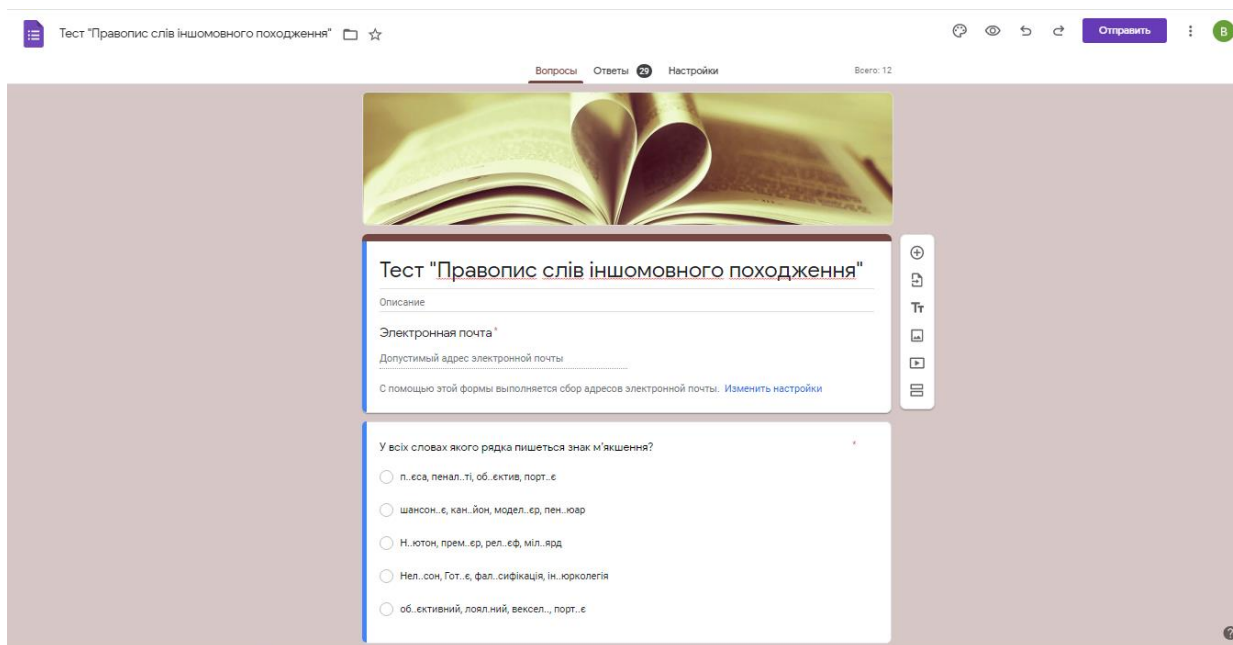 Тест "Правопис слів іншомовного походження"
Отправить
В
Вопросы Ответы 29 Настройки
Всего: 12
Тест "Правопис слів іншомовного походження"
Описание
Электронная почта *
Допустимый адрес электронной почты
С помощью этой формы выполняется сбор адресов электронной почты. Изменить настройки
Тт
У всіх словах якого рядка пишеться знак м'якшення? *
п..єса, пенал..ті, об..єктив, порт..є
шансон..є, кан..йон, модел..єр, пен..юар
Н..ютон, прем..єр, рел..єф, міл..ярд
Нел..сон, Гот..є, фал..сифікація, ін..юрколегія
об..єктивний, лоял.ний, вексел.., порт..є